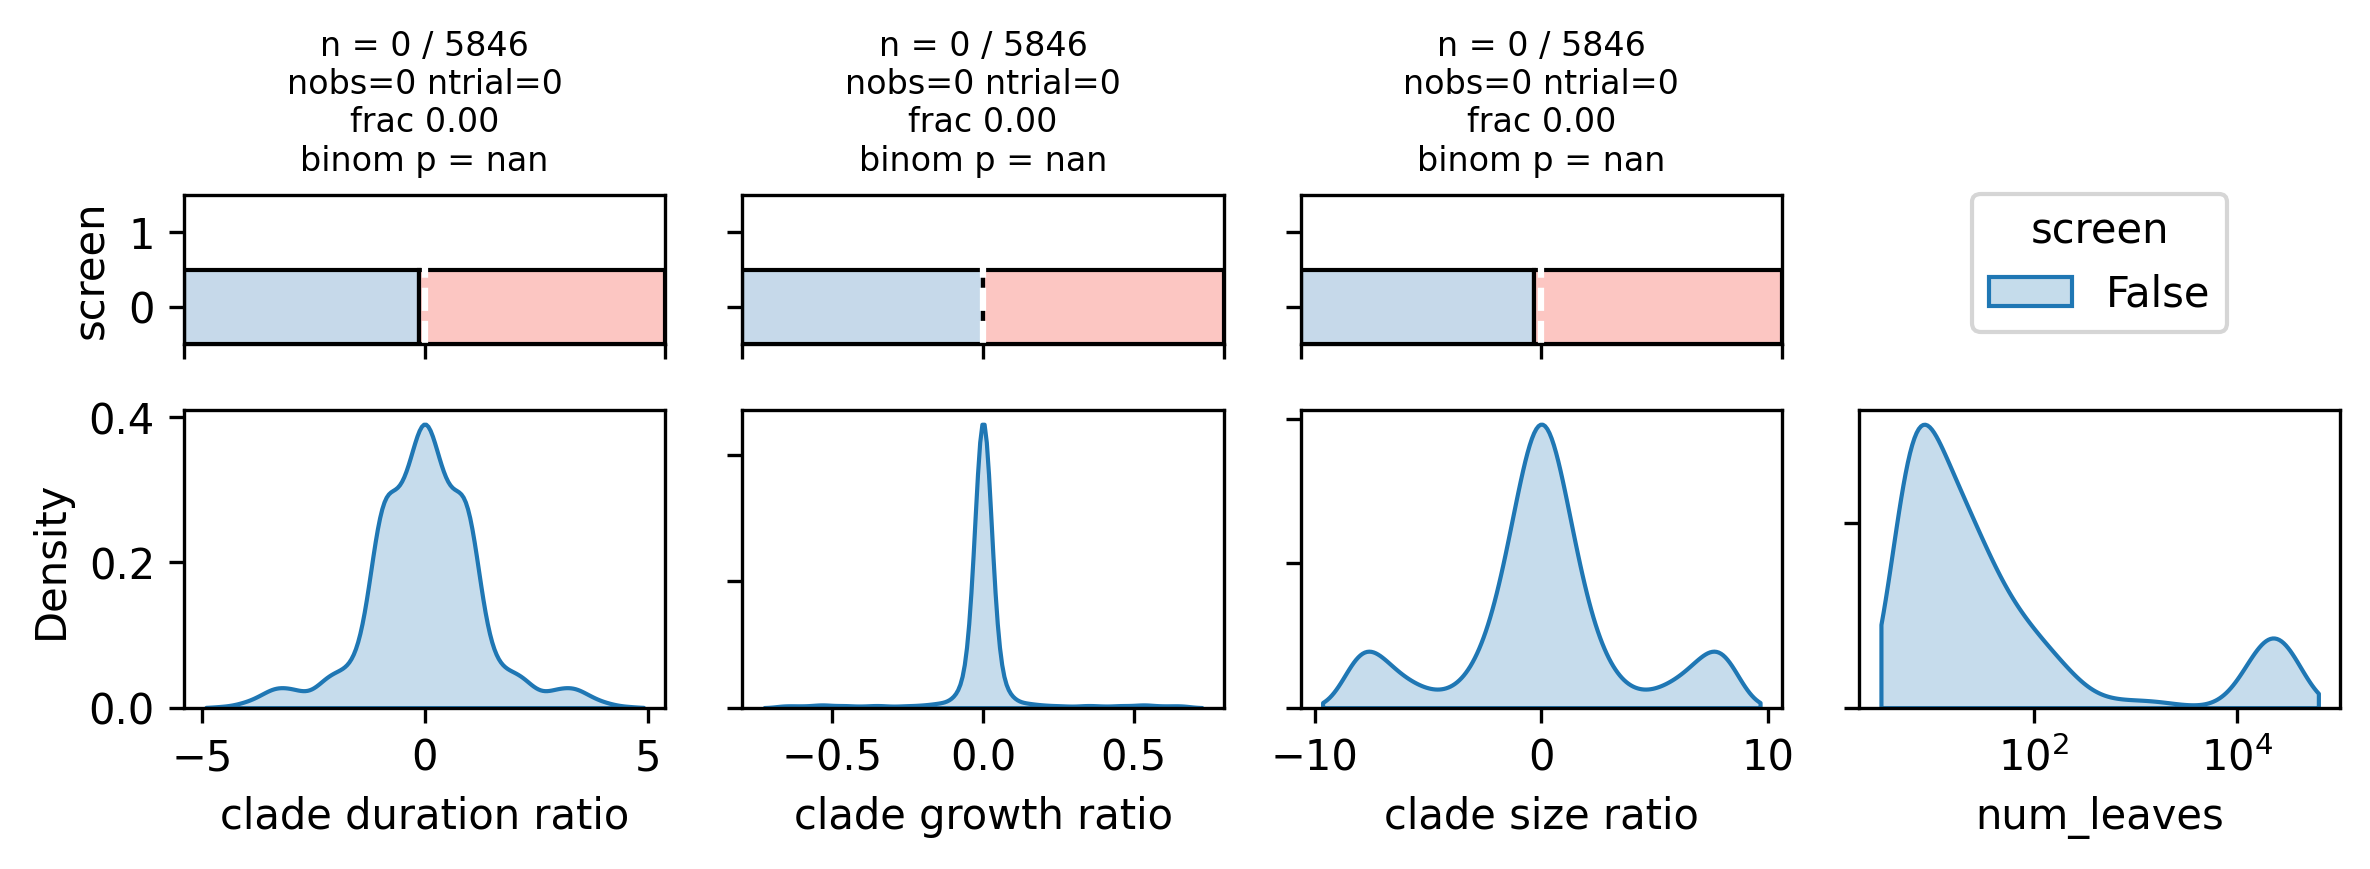 n = 0 / 5846
nobs=0 ntrial=0
frac 0.00
binom p = nan
n = 0 / 5846
nobs=0 ntrial=0
frac 0.00
binom p = nan
n = 0 / 5846
nobs=0 ntrial=0
frac 0.00
binom p = nan
screen
1
0
screen
False
Density
0.4
0.2
0.0
−5 0 5
clade duration ratio
−0.5 0.0 0.5
clade growth ratio
−10 0 10
clade size ratio
10² 10⁴
num_leaves